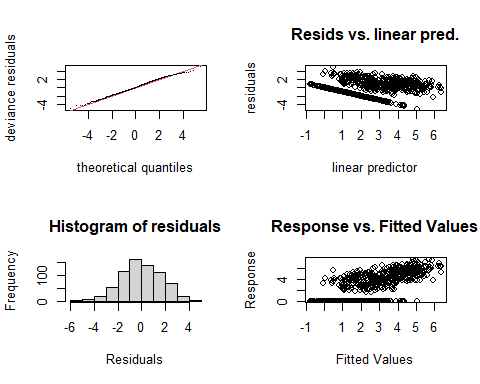 deviance residuals
2
-4
-4 -2 0 2 4
theoretical quantiles
Resids vs. linear pred.
residuals
2
-4
-1 1 2 3 4 5 6
linear predictor
Histogram of residuals
Frequency
100
0
-6 -4 -2 0 2 4
Residuals
Response vs. Fitted Values
Response
4
0
-1 1 2 3 4 5 6
Fitted Values